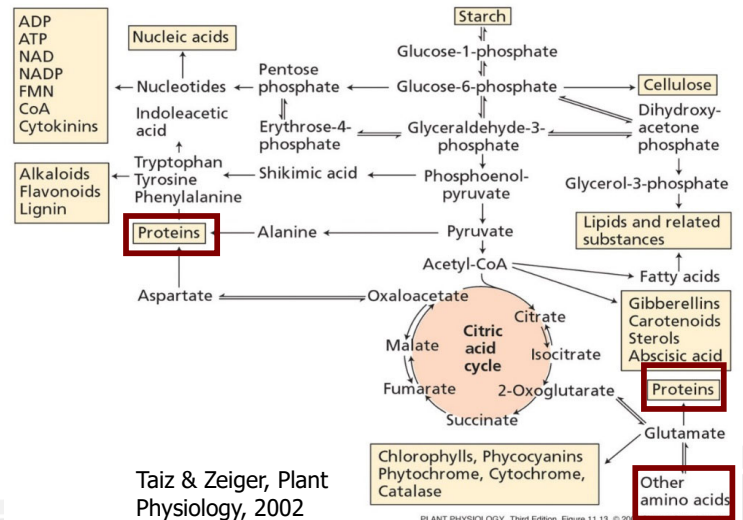 ADP
ATP
NAD
NADP
FMN
CoA
Cytokinins
Nucleic acids
Starch
Glucose-1-phosphate
Nucleotides
Pentose
phosphate
Glucose-6-phosphate
Cellulose
Indoleacetic
acid
Erythrose-4-
phosphate
Glyceraldehyde-3-
phosphate
Dihydroxy-
acetone
phosphate
Alkaloids
Flavonoids
Lignin
Tryptophan
Tyrosine
Phenylalanine
Shikimic acid
Phosphoenol-
pyruvate
Glycerol-3-phosphate
Proteins
Alanine
Pyruvate
Lipids and related
substances
Acetyl-CoA
Fatty acids
Aspartate
Oxaloacetate
Citrate
Gibberellins
Carotenoids
Sterols
Abscisic acid
Malate
Citric
acid
cycle
Isocitrate
Fumarate
2-Oxoglutarate
Proteins
Succinate
Glutamate
Chlorophylls, Phycocyanins
Phytochrome, Cytochrome,
Catalase
Other
amino acids
Taiz & Zeiger, Plant
Physiology, 2002
PLANT PHYSIOLOGY, Third Edition, Figure 11.13 ©